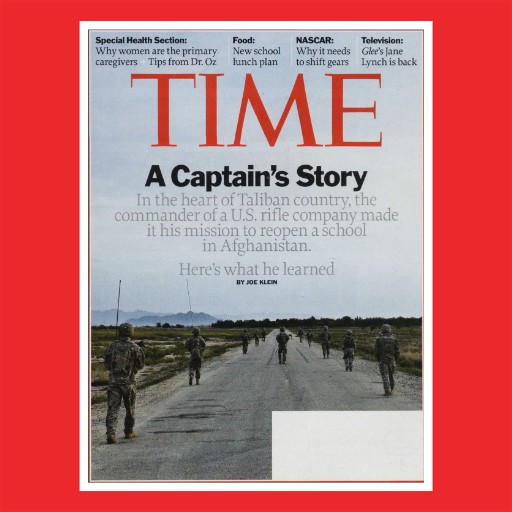 Special Health Section:
Why women are the primary
caregivers + Tips from Dr. Oz
Food:
New school
lunch plan
NASCAR:
Why it needs
to shift gears
Television:
Glee's Jane
Lynch is back
TIME
A Captain's Story
In the heart of Taliban country, the
commander of a U.S. rifle company made
it his mission to reopen a school
in Afghanistan.
Here's what he learned
BY JOE KLEIN